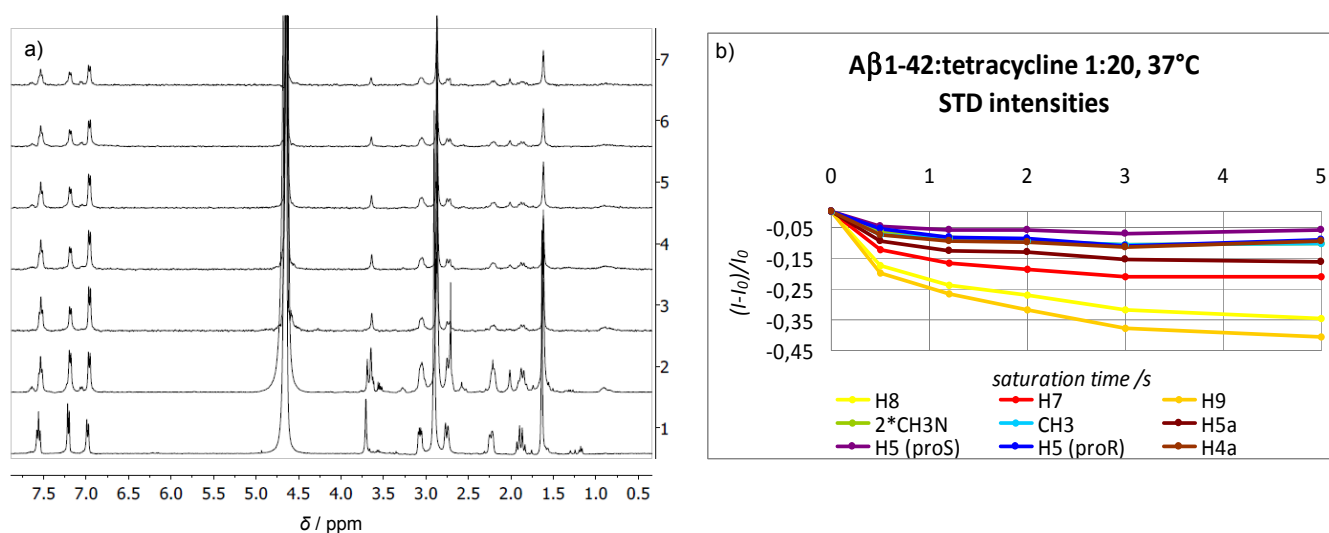 a)
7
6
5
4
3
2
1
7.5 7.0 6.5 6.0 5.5 5.0 4.5 4.0 3.5 3.0 2.5 2.0 1.5 1.0 0.5
δ / ppm
b)
Aβ1-42:tetracycline 1:20, 37°C
STD intensities
0 1 2 3 4 5
-0,05
-0,15
-0,25
-0,35
-0,45
(I-I0)/I0
saturation time /s
H8 H7 H9
2*CH3N CH3 H5a
H5 (proS) H5 (proR) H4a